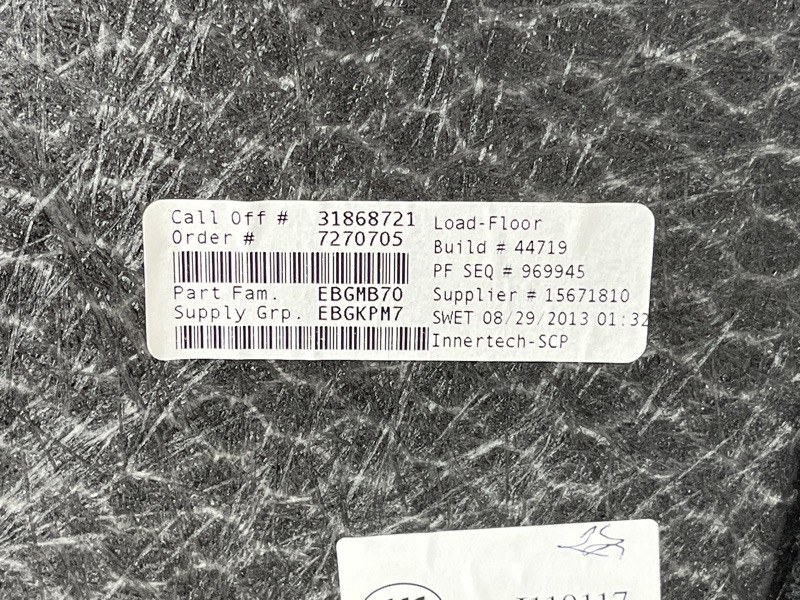 Call Off # 31868721
Order # 7270705
Part Fam. EBGMB70
Supply Grp. EBGKPM7
Load-Floor
Build # 44719
PF SEQ # 969945
Supplier # 15671810
SWET 08/29/2013 01:32
Innertech-SCP